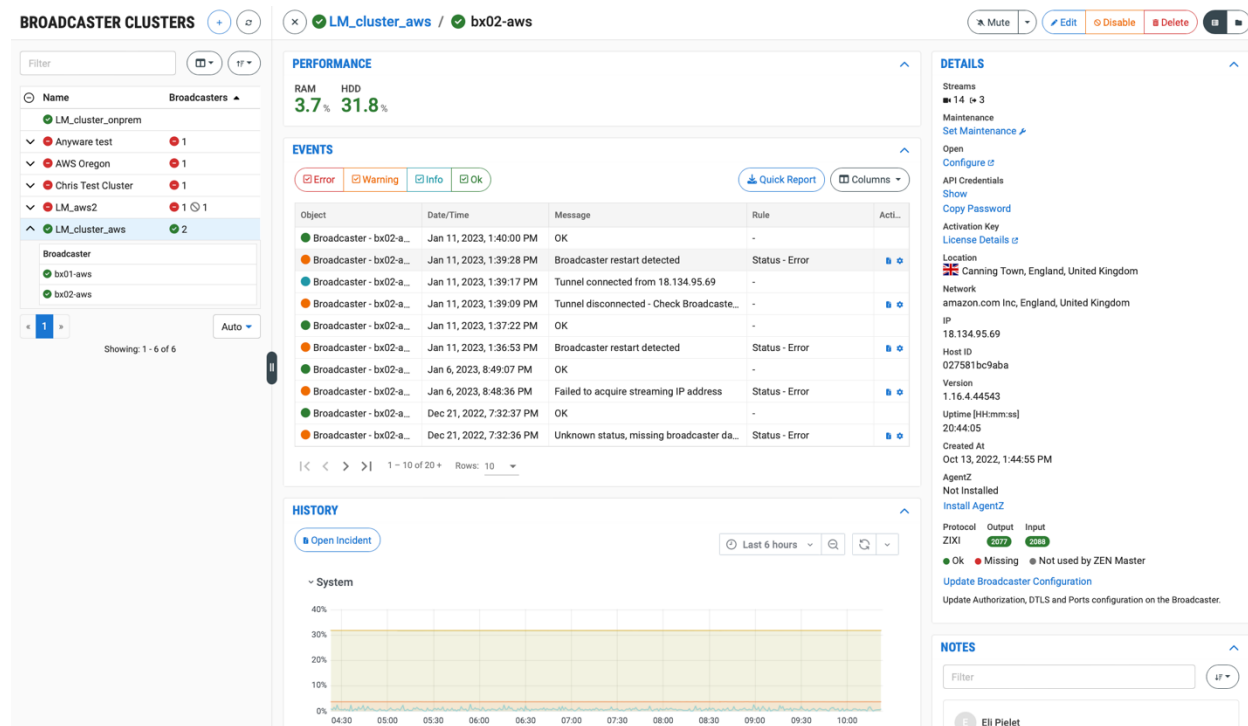 BROADCASTER CLUSTERS
LM_cluster_aws / bx02-aws
Mute
Edit
Disable
Delete
Filter
Name Broadcasters
LM_cluster_onprem
Anyware test 1
AWS Oregon 1
Chris Test Cluster 1
LM_aws2 1 1
LM_cluster_aws 2
Broadcaster
bx01-aws
bx02-aws
« 1 »
Auto
Showing: 1 - 6 of 6
PERFORMANCE
RAM HDD
3.7% 31.8%
EVENTS
Error Warning Info Ok
Quick Report Columns
Object Date/Time Message Rule Acti...
Broadcaster - bx02-a... Jan 11, 2023, 1:40:00 PM OK -
Broadcaster - bx02-a... Jan 11, 2023, 1:39:28 PM Broadcaster restart detected Status - Error
Broadcaster - bx02-a... Jan 11, 2023, 1:39:17 PM Tunnel connected from 18.134.95.69 -
Broadcaster - bx02-a... Jan 11, 2023, 1:39:09 PM Tunnel disconnected - Check Broadcaste... -
Broadcaster - bx02-a... Jan 11, 2023, 1:37:22 PM OK -
Broadcaster - bx02-a... Jan 11, 2023, 1:36:53 PM Broadcaster restart detected Status - Error
Broadcaster - bx02-a... Jan 6, 2023, 8:49:07 PM OK -
Broadcaster - bx02-a... Jan 6, 2023, 8:48:36 PM Failed to acquire streaming IP address Status - Error
Broadcaster - bx02-a... Dec 21, 2022, 7:32:37 PM OK -
Broadcaster - bx02-a... Dec 21, 2022, 7:32:36 PM Unknown status, missing broadcaster da... Status - Error
1 – 10 of 20 + Rows: 10
HISTORY
Open Incident
Last 6 hours
System
40%
30%
20%
10%
0%
04:30 05:00 05:30 06:00 06:30 07:00 07:30 08:00 08:30 09:00 09:30 10:00
DETAILS
Streams
14 3
Maintenance
Set Maintenance
Open
Configure
API Credentials
Show
Copy Password
Activation Key
License Details
Location
Canning Town, England, United Kingdom
Network
amazon.com Inc, England, United Kingdom
IP
18.134.95.69
Host ID
027581bc9aba
Version
1.16.4.44543
Uptime [HH:mm:ss]
20:44:05
Created At
Oct 13, 2022, 1:44:55 PM
AgentZ
Not Installed
Install AgentZ
Protocol Output Input
ZIXI 2077 2088
Ok Missing Not used by ZEN Master
Update Broadcaster Configuration
Update Authorization, DTLS and Ports configuration on the Broadcaster.
NOTES
Filter
E Eli Pielet